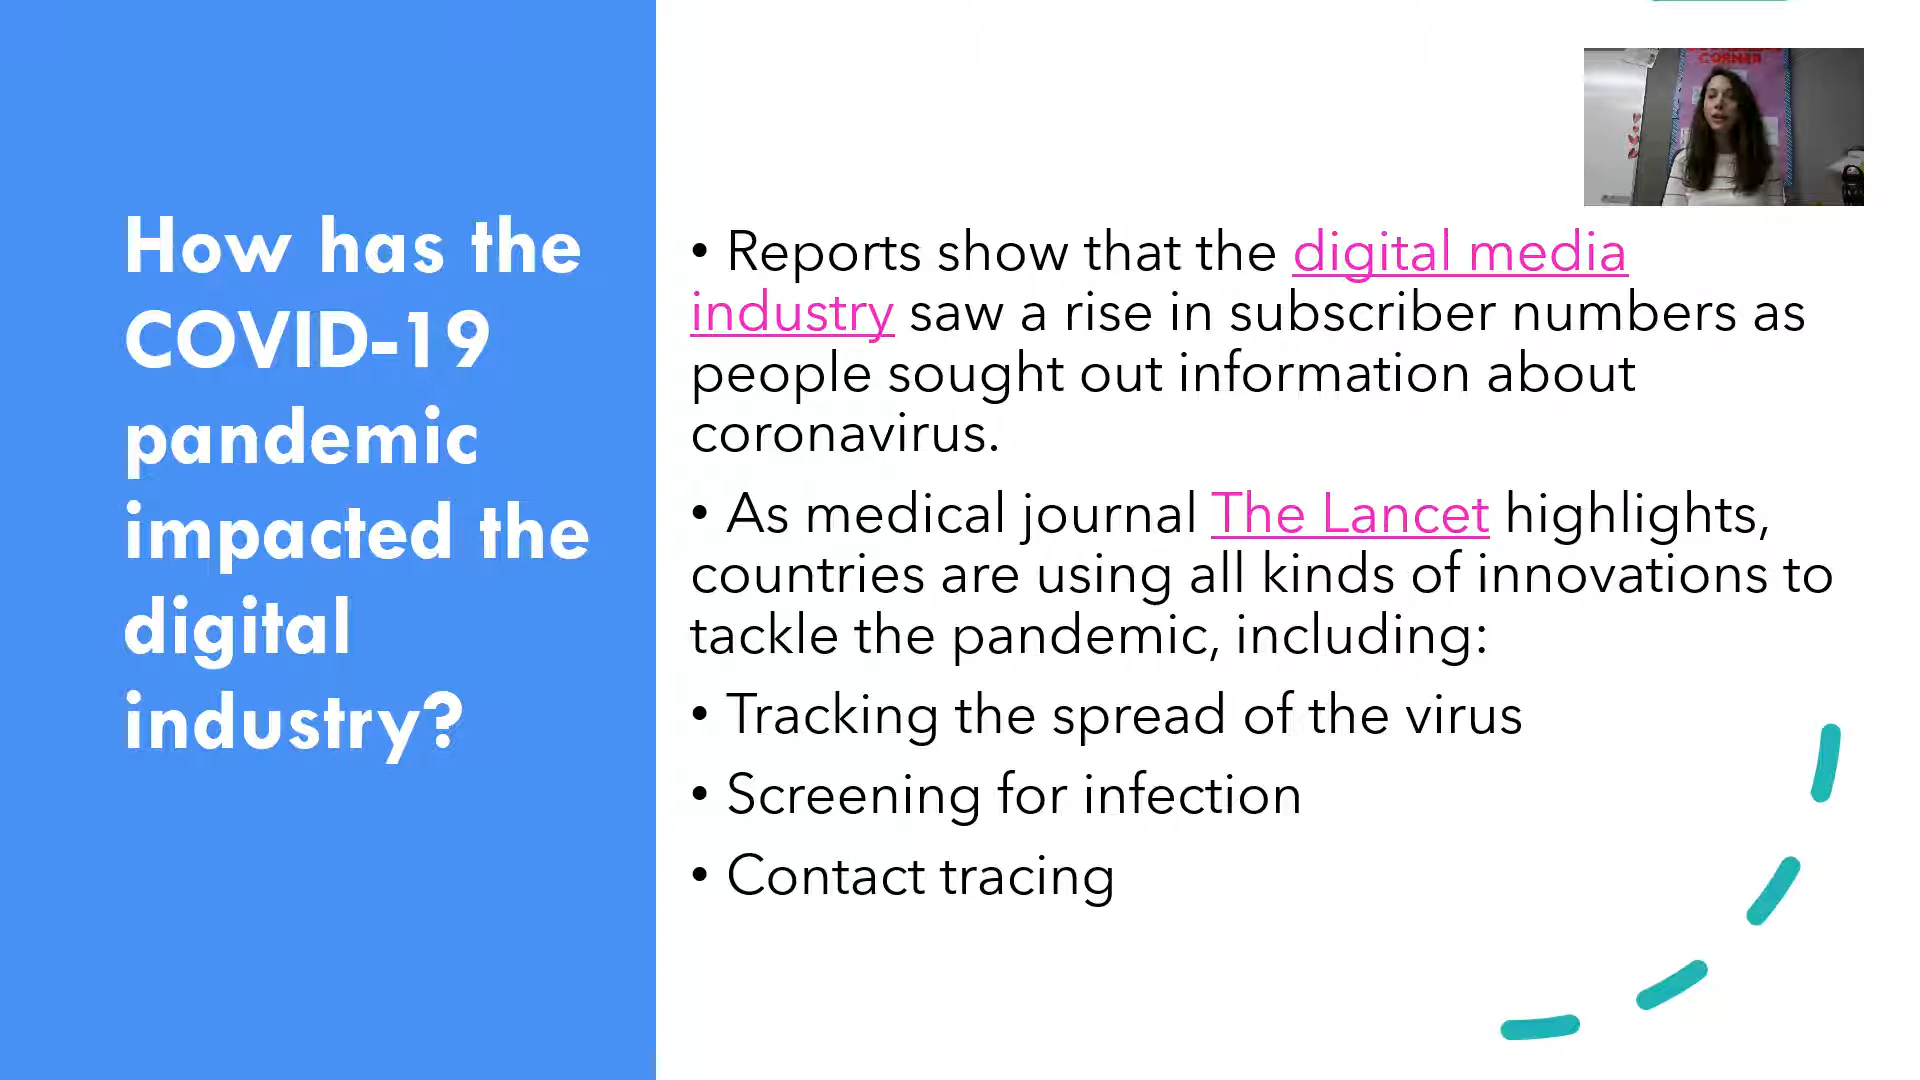 CORNER
How has the
COVID-19
pandemic
impacted the
digital
industry?
• Reports show that the digital media
industry saw a rise in subscriber numbers as
people sought out information about
coronavirus.
• As medical journal The Lancet highlights,
countries are using all kinds of innovations to
tackle the pandemic, including:
• Tracking the spread of the virus
• Screening for infection
• Contact tracing